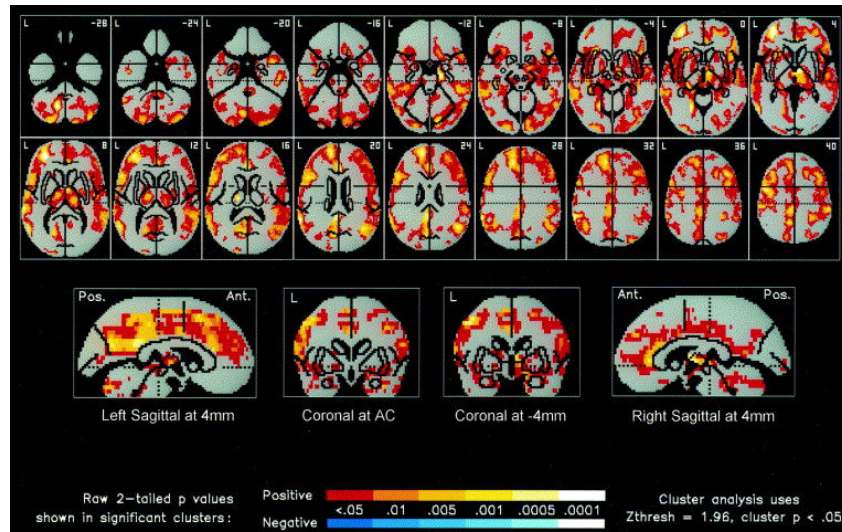 L -28 L -24 L -20 L -16 L -12 L -8 L -4 L 0 L 4
L 8 L 12 L 16 L 20 L 24 L 28 L 32 L 36 L 40
Pos. Ant. L L Ant. Pos.
Left Sagittal at 4mm Coronal at AC Coronal at -4mm Right Sagittal at 4mm
Raw 2-tailed p values
shown in significant clusters:
Positive
<.05 .01 .005 .001 .0005 .0001
Negative
Cluster analysis uses
Zthresh = 1.96, cluster p < .05